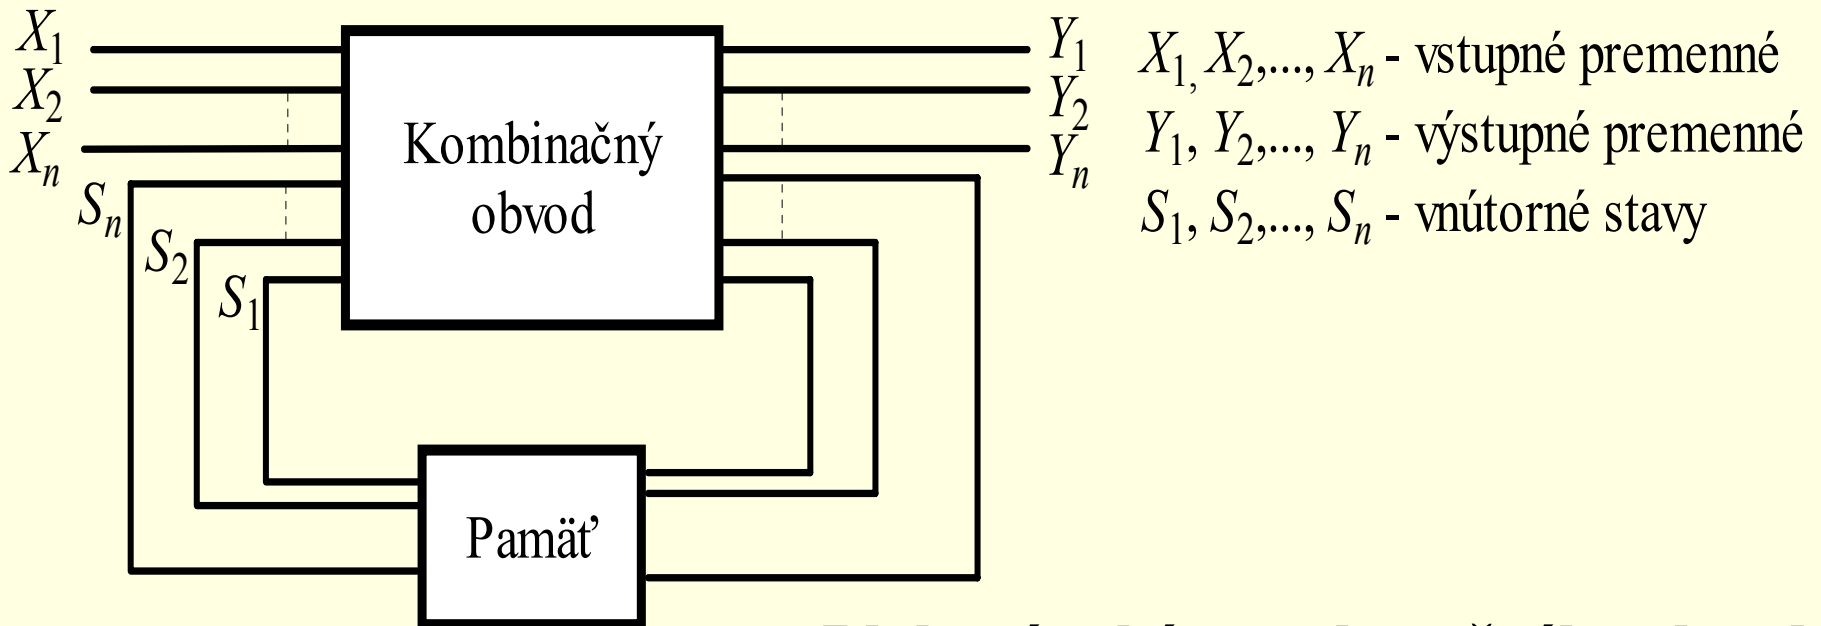 X1
X2
Xn
Sn
S2
S1
Kombinačný
obvod
Pamäť
Y1
Y2
Yn
X1, X2,..., Xn - vstupné premenné
Y1, Y2,..., Yn - výstupné premenné
S1, S2,..., Sn - vnútorné stavy